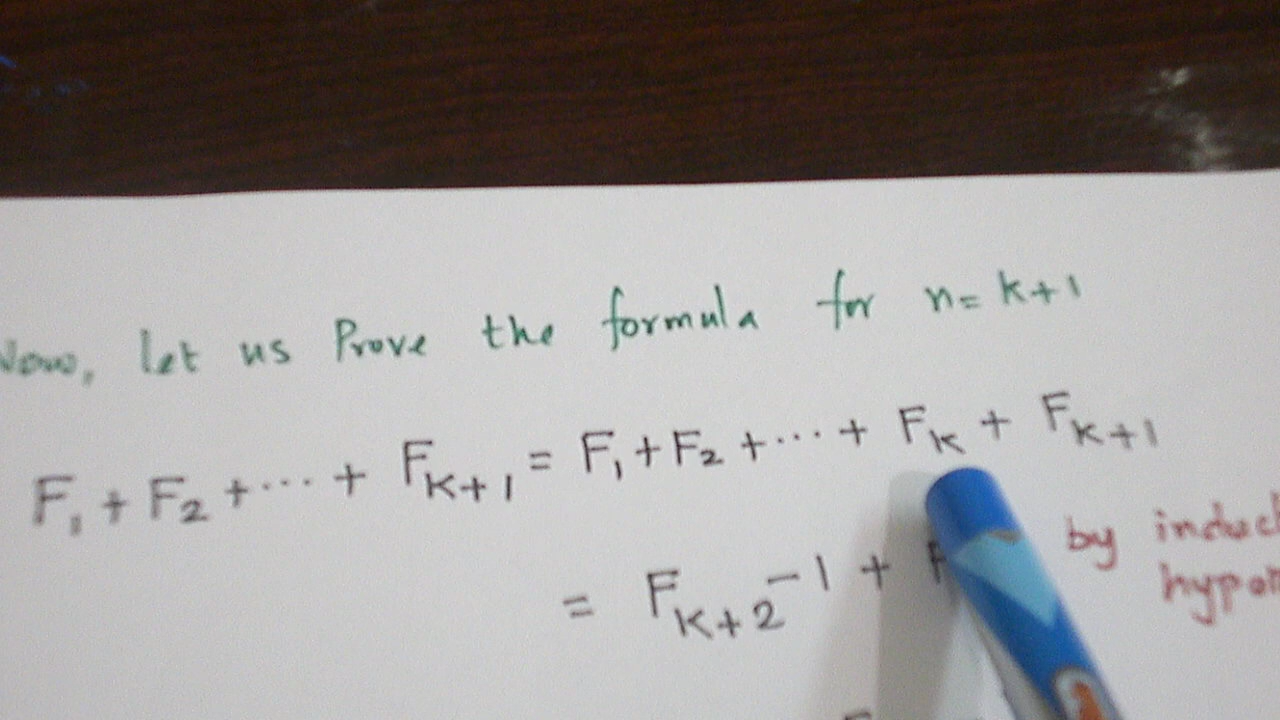 Now, let us Prove the formula for n = k+1
F₁ + F₂ + ··· + Fₖ₊₁ = F₁ + F₂ + ··· + Fₖ + Fₖ₊₁
= Fₖ₊₂ - 1 + F
by